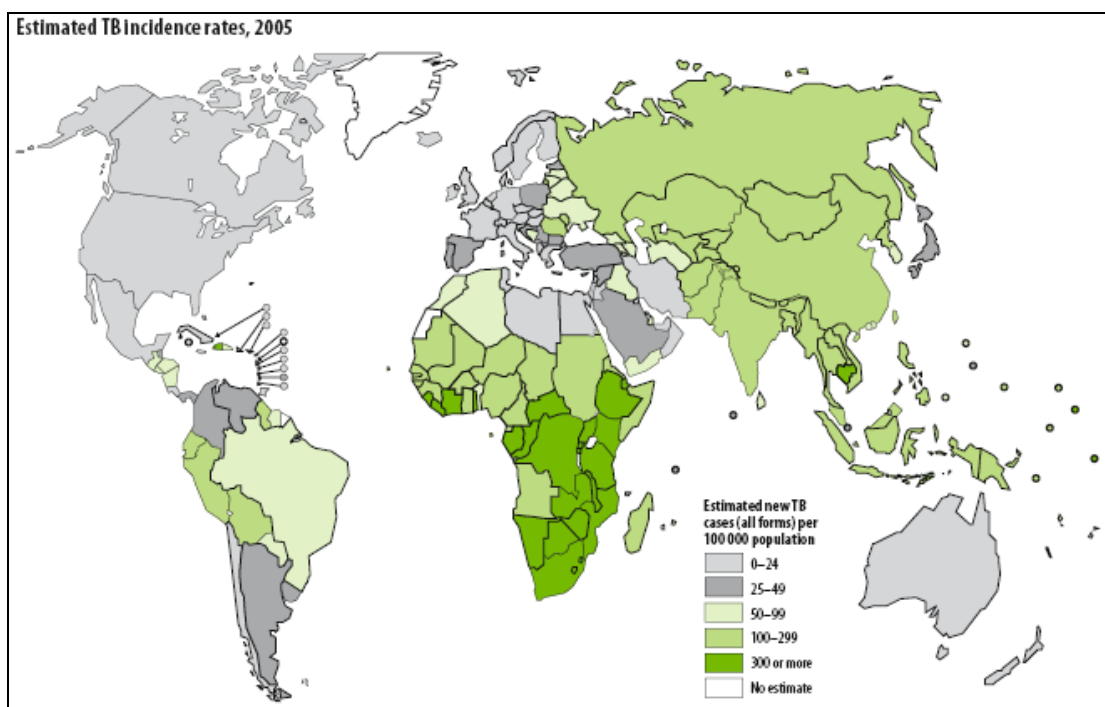 Estimated TB incidence rates, 2005
Estimated new TB
cases (all forms) per
100 000 population
0–24
25–49
50–99
100–299
300 or more
No estimate